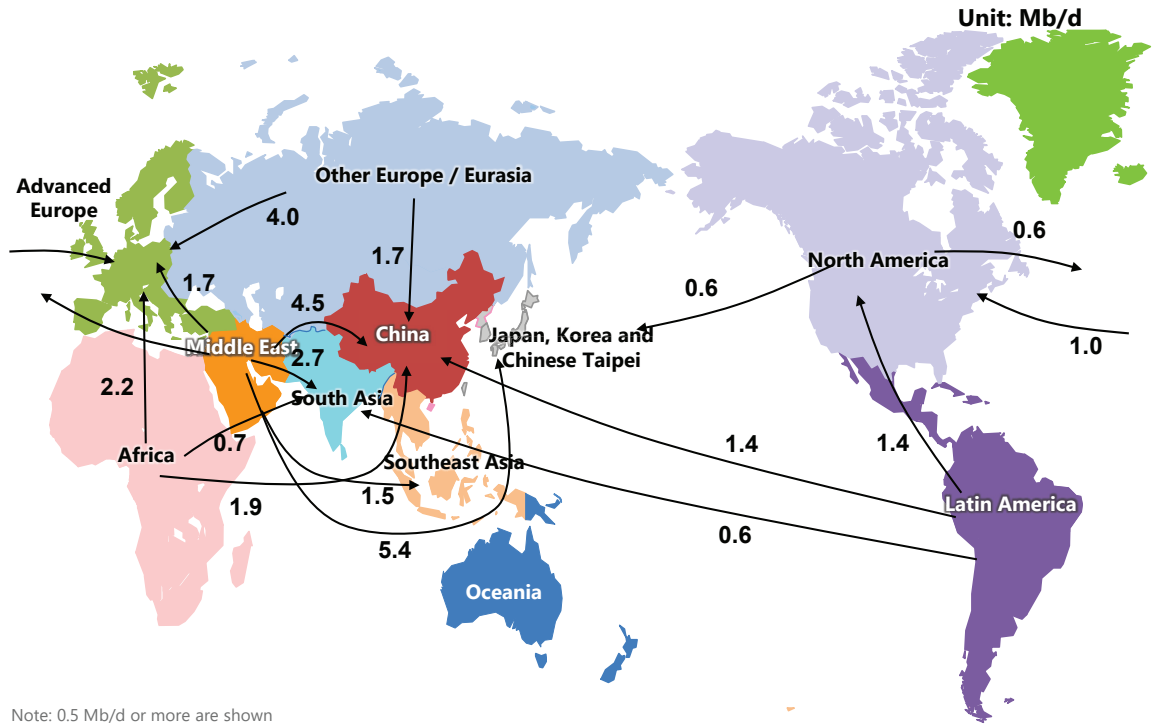 Unit: Mb/d
Other Europe / Eurasia
Advanced
Europe
4.0
0.6
1.7
North America
1.7
4.5
0.6
China
Japan, Korea and
Chinese Taipei
Middle East
2.7
1.0
2.2
South Asia
0.7
1.4
1.4
Africa
Southeast Asia
1.5
1.9
Latin America
0.6
5.4
Oceania
Note: 0.5 Mb/d or more are shown